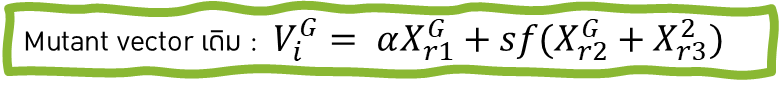 Mutant vector เดิม : $V_i^G = \alpha X_{r1}^G + sf(X_{r2}^G + X_{r3}^2)$